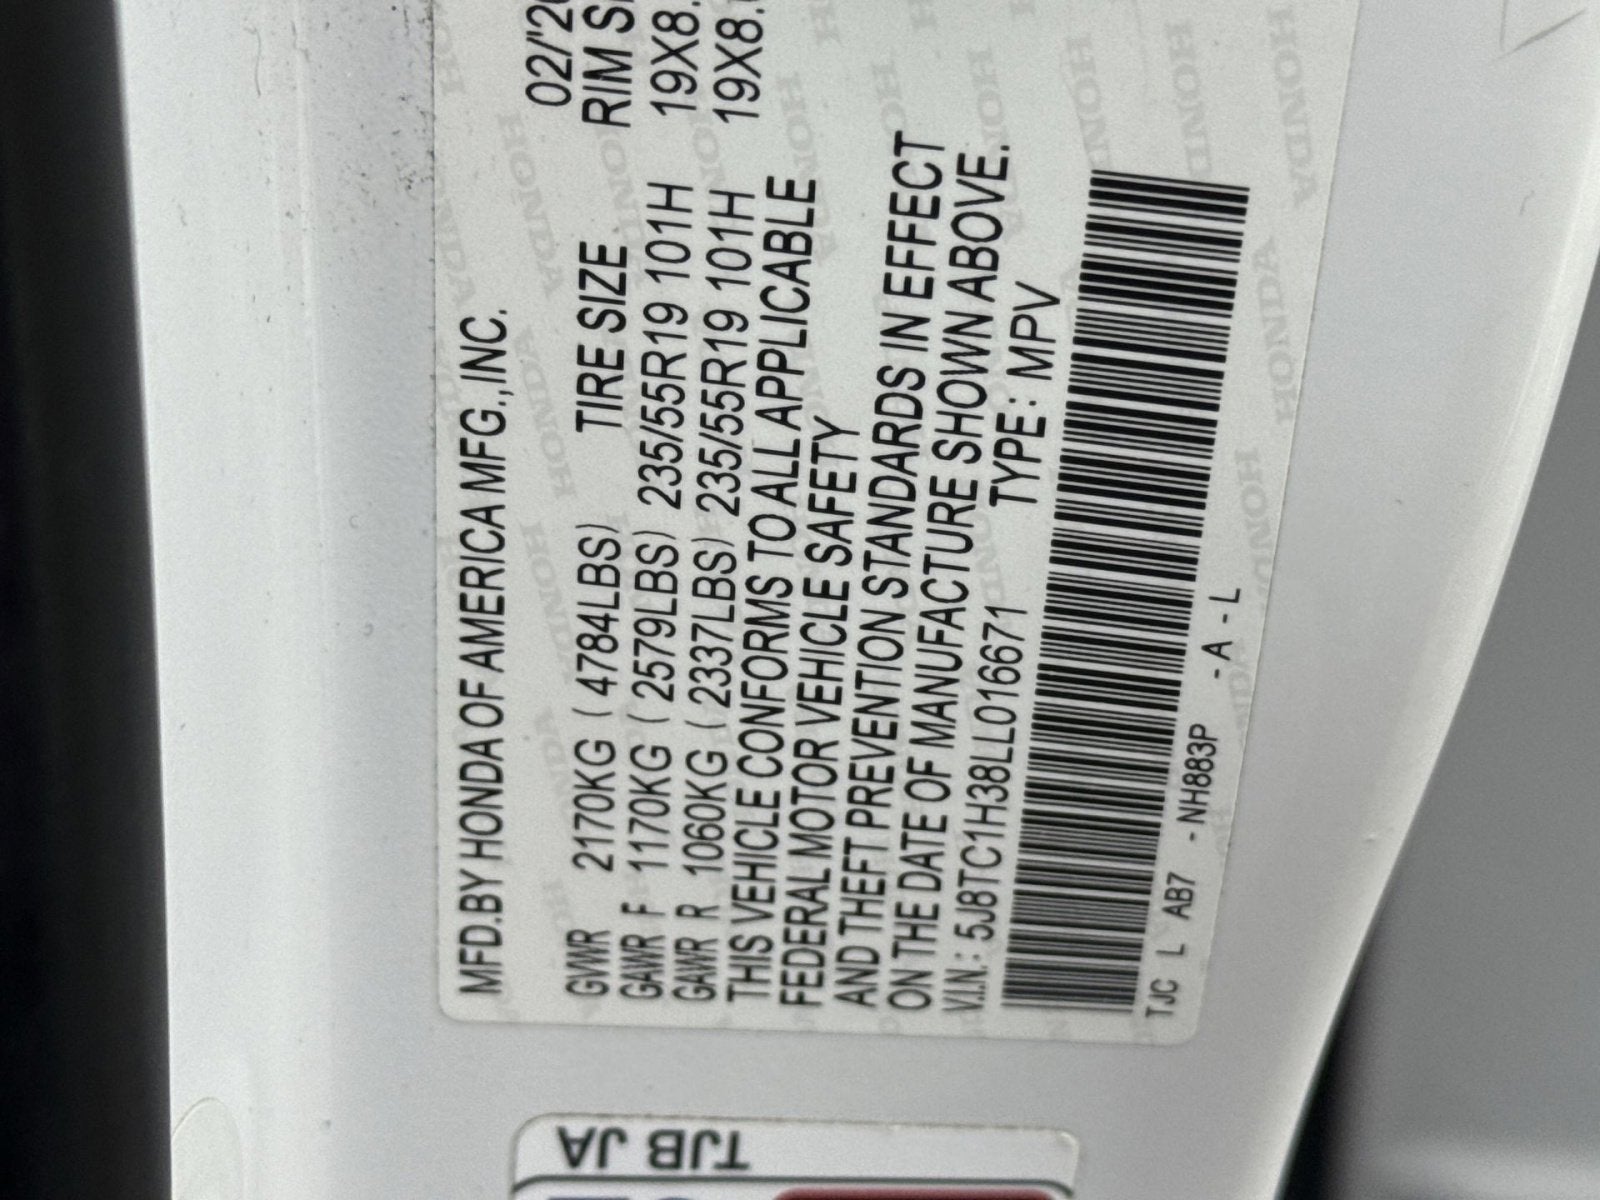 MFD.BY HONDA OF AMERICA MFG.,INC. 02/'20
GVWR 2170KG ( 4784LBS) TIRE SIZE RIM
GAWR F 1170KG ( 2579LBS) 235/55R19 101H 19X8.
GAWR R 1060KG ( 2337LBS) 235/55R19 101H 19X8.
THIS VEHICLE CONFORMS TO ALL APPLICABLE
FEDERAL MOTOR VEHICLE SAFETY
AND THEFT PREVENTION STANDARDS IN EFFECT
ON THE DATE OF MANUFACTURE SHOWN ABOVE.
V.I.N.: 5J8TC1H38LL016671 TYPE : MPV
TJC L AB7 - NH883P - A - L
TJB JA